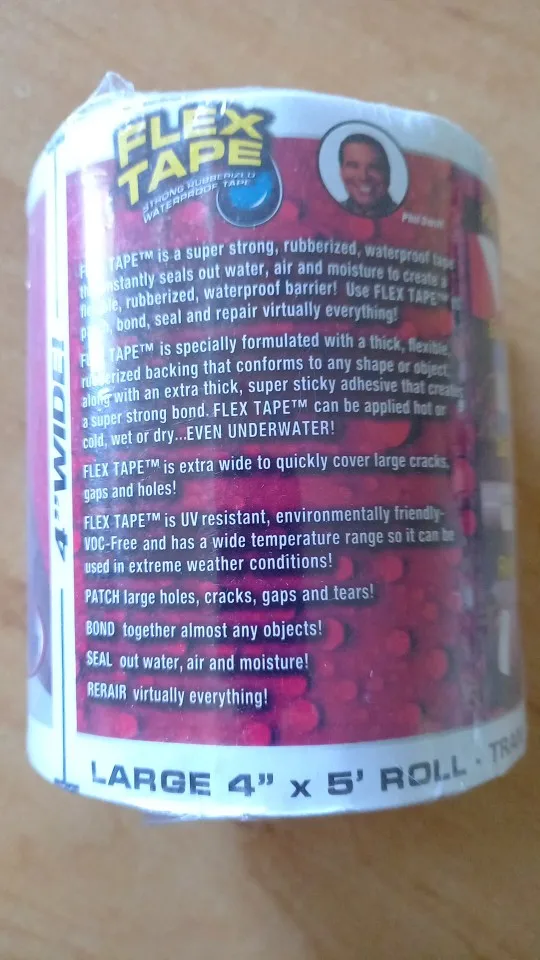 FLEX
TAPE
STRONG RUBBERIZED
WATERPROOF TAPE
Phil Swift
FLEX TAPE™ is a super strong, rubberized, waterproof tape
instantly seals out water, air and moisture to create a
rubberized, waterproof barrier! Use FLEX TAPE™
bond, seal and repair virtually everything!
FLEX TAPE™ is specially formulated with a thick, flexible,
rubberized backing that conforms to any shape or object,
along with an extra thick, super sticky adhesive that creates
a super strong bond. FLEX TAPE™ can be applied hot or
cold, wet or dry...EVEN UNDERWATER!
FLEX TAPE™ is extra wide to quickly cover large cracks,
gaps and holes!
FLEX TAPE™ is UV resistant, environmentally friendly-
VOC-Free and has a wide temperature range so it can be
used in extreme weather conditions!
PATCH large holes, cracks, gaps and tears!
BOND together almost any objects!
SEAL out water, air and moisture!
RERAIR virtually everything!
4" WIDE!
LARGE 4" x 5' ROLL -